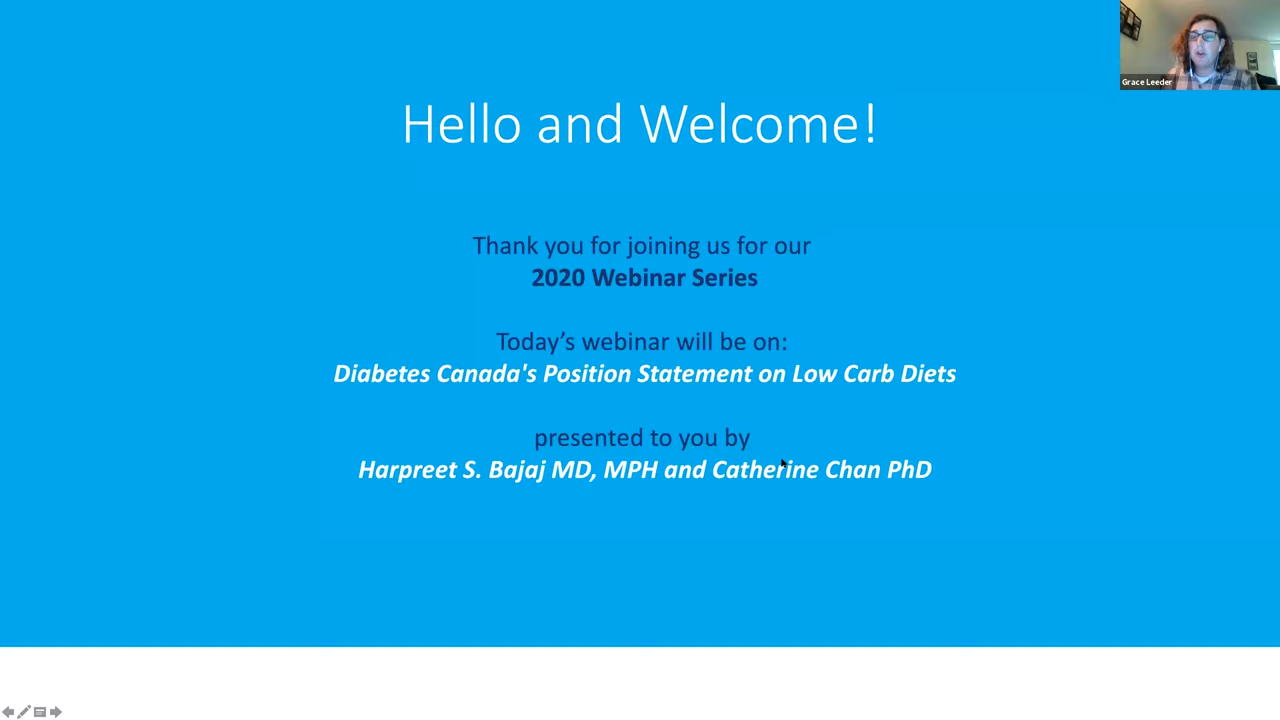 Grace Leeder
Hello and Welcome!
Thank you for joining us for our
2020 Webinar Series
Today’s webinar will be on:
Diabetes Canada's Position Statement on Low Carb Diets
presented to you by
Harpreet S. Bajaj MD, MPH and Catherine Chan PhD